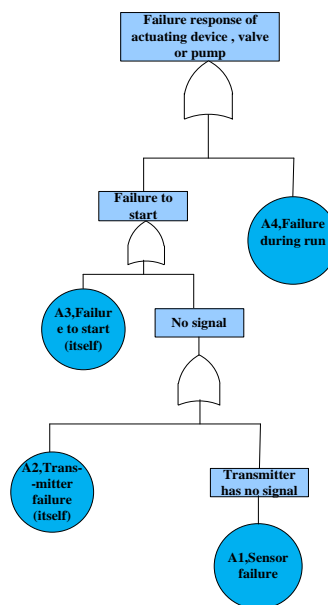 Failure response of
actuating device , valve
or pump
Failure to
start
A4,Failure
during run
A3,Failur
e to start
(itself)
No signal
A2,Trans-
-mitter
failure
(itself)
Transmitter
has no signal
A1,Sensor
failure